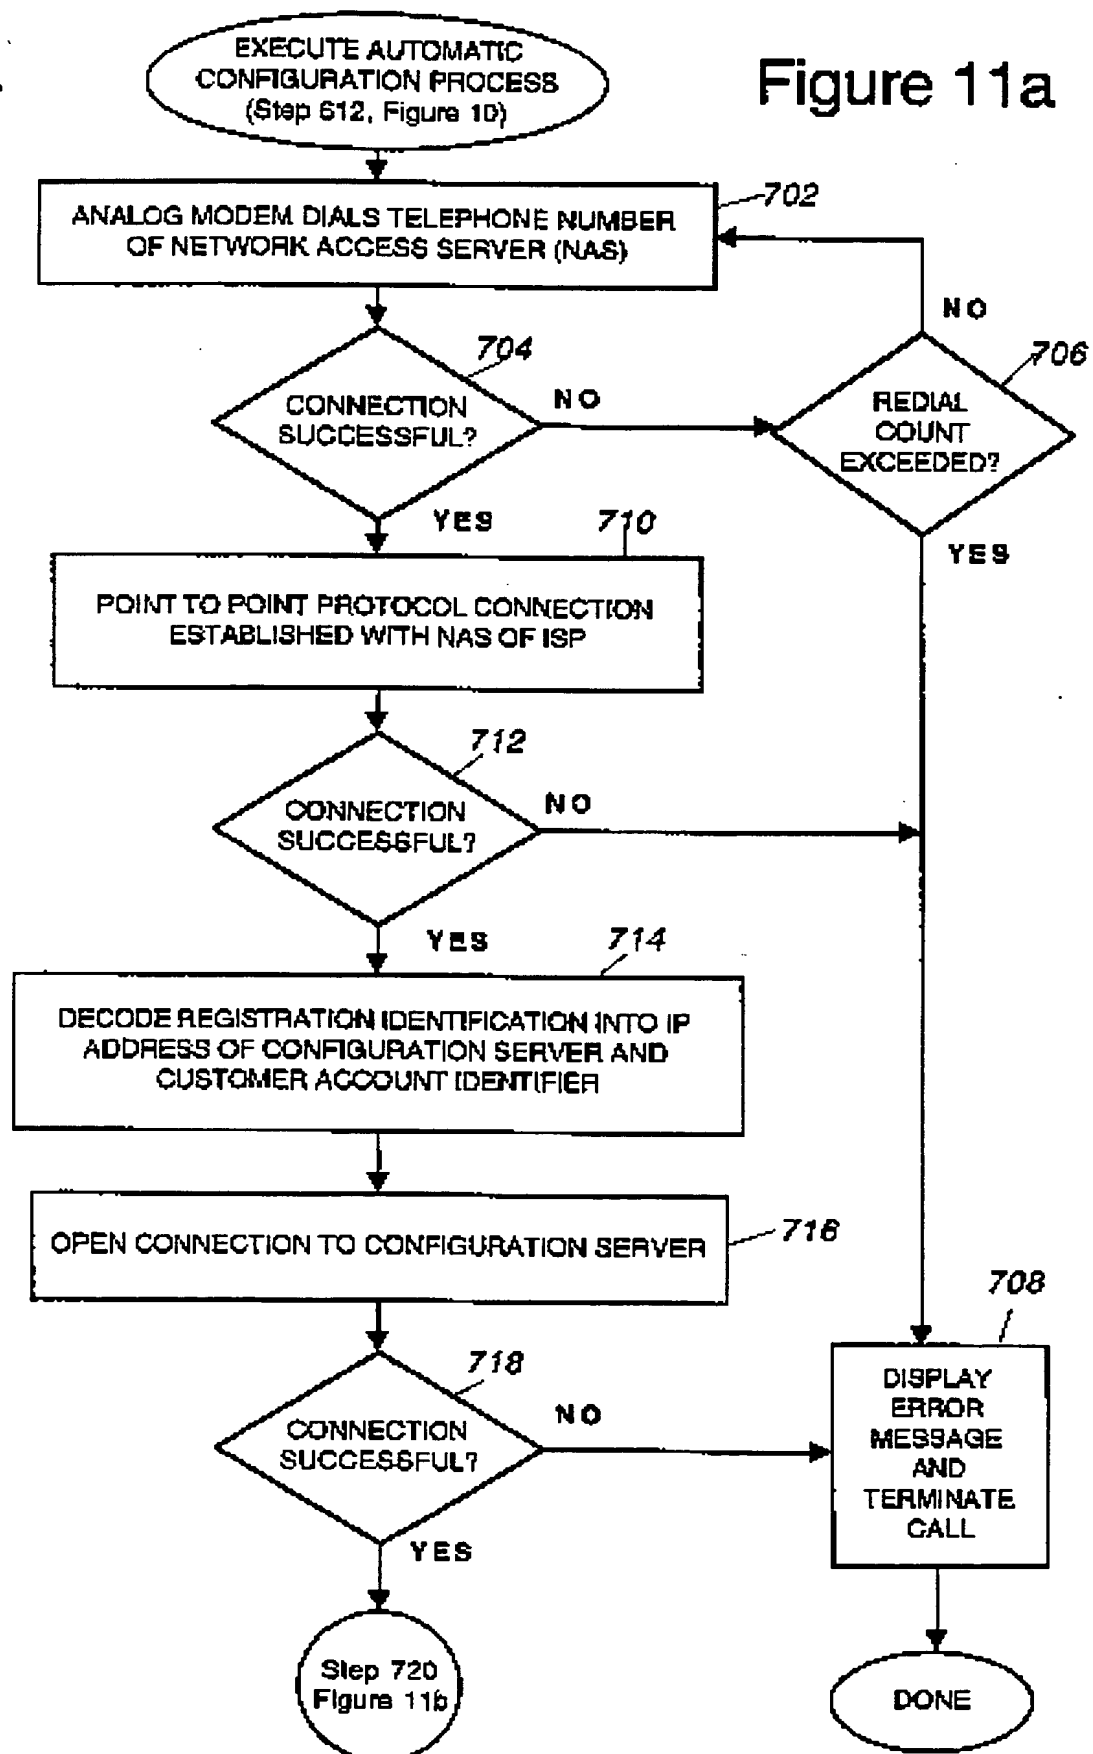 EXECUTE AUTOMATIC
CONFIGURATION PROCESS
(Step 612, Figure 10)
Figure 11a
702
ANALOG MODEM DIALS TELEPHONE NUMBER
OF NETWORK ACCESS SERVER (NAS)
NO
704
706
CONNECTION
SUCCESSFUL?
NO
REDIAL
COUNT
EXCEEDED?
YES
710
YES
POINT TO POINT PROTOCOL CONNECTION
ESTABLISHED WITH NAS OF ISP
712
CONNECTION
SUCCESSFUL?
NO
YES
714
DECODE REGISTRATION IDENTIFICATION INTO IP
ADDRESS OF CONFIGURATION SERVER AND
CUSTOMER ACCOUNT IDENTIFIER
OPEN CONNECTION TO CONFIGURATION SERVER
716
708
718
CONNECTION
SUCCESSFUL?
NO
DISPLAY
ERROR
MESSAGE
AND
TERMINATE
CALL
YES
Step 720
Figure 11b
DONE